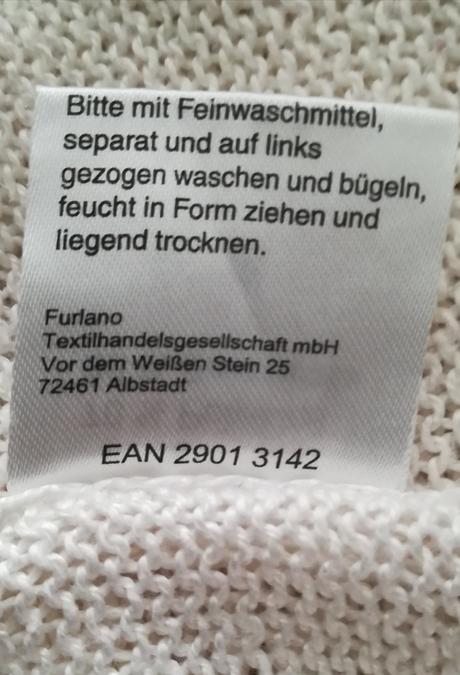 Bitte mit Feinwaschmittel,
separat und auf links
gezogen waschen und bügeln,
feucht in Form ziehen und
liegend trocknen.
Furlano
Textilhandelsgesellschaft mbH
Vor dem Weißen Stein 25
72461 Albstadt
EAN 2901 3142